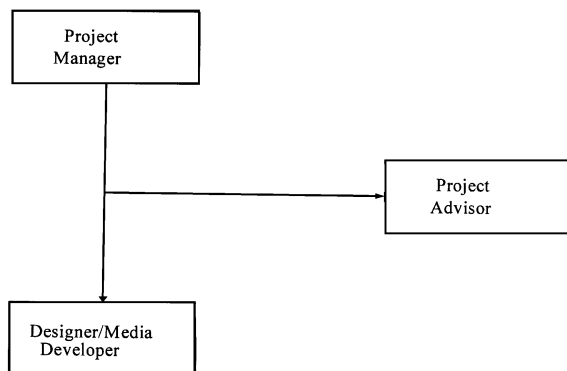 Project
Manager
Project
Advisor
Designer/Media
Developer